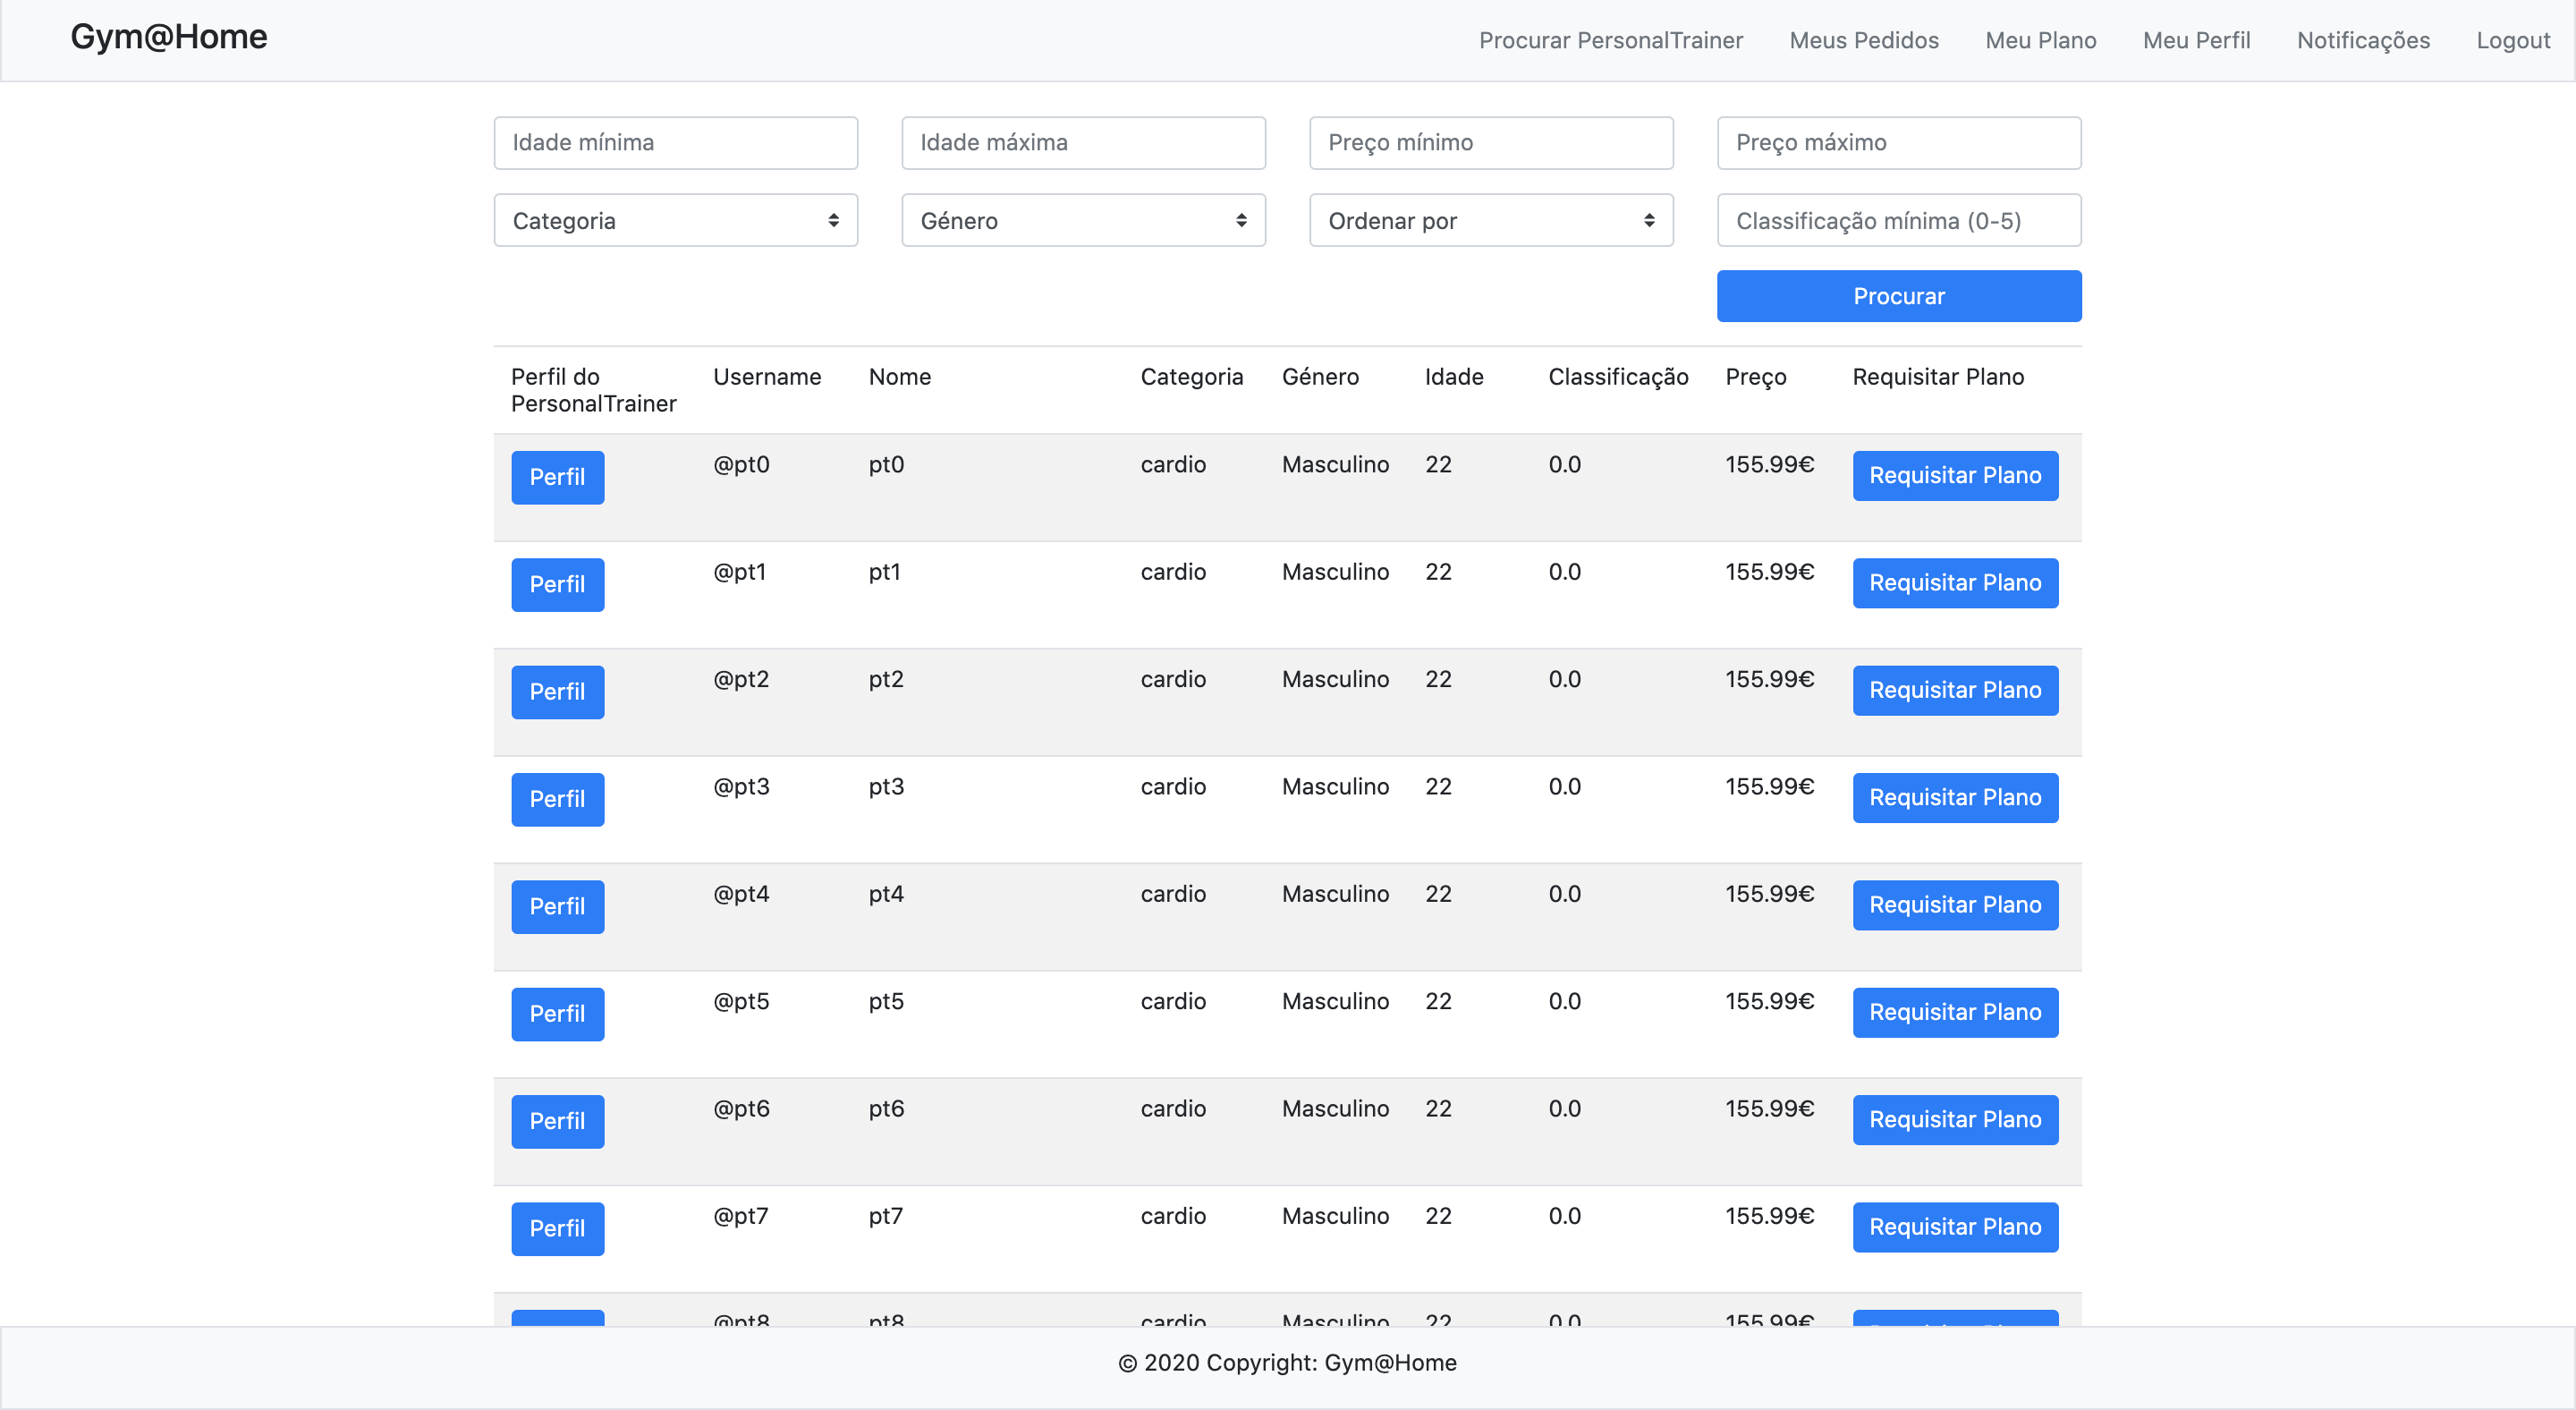 Gym@Home
Procurar PersonalTrainer Meus Pedidos Meu Plano Meu Perfil Notificações Logout
Idade mínima Idade máxima Preço mínimo Preço máximo
Categoria Género Ordenar por Classificação mínima (0-5)
Procurar
Perfil do PersonalTrainer Username Nome Categoria Género Idade Classificação Preço Requisitar Plano
Perfil @pt0 pt0 cardio Masculino 22 0.0 155.99€ Requisitar Plano
Perfil @pt1 pt1 cardio Masculino 22 0.0 155.99€ Requisitar Plano
Perfil @pt2 pt2 cardio Masculino 22 0.0 155.99€ Requisitar Plano
Perfil @pt3 pt3 cardio Masculino 22 0.0 155.99€ Requisitar Plano
Perfil @pt4 pt4 cardio Masculino 22 0.0 155.99€ Requisitar Plano
Perfil @pt5 pt5 cardio Masculino 22 0.0 155.99€ Requisitar Plano
Perfil @pt6 pt6 cardio Masculino 22 0.0 155.99€ Requisitar Plano
Perfil @pt7 pt7 cardio Masculino 22 0.0 155.99€ Requisitar Plano
@pt8 pt8 cardio Masculino 22 0.0 155.99€
© 2020 Copyright: Gym@Home